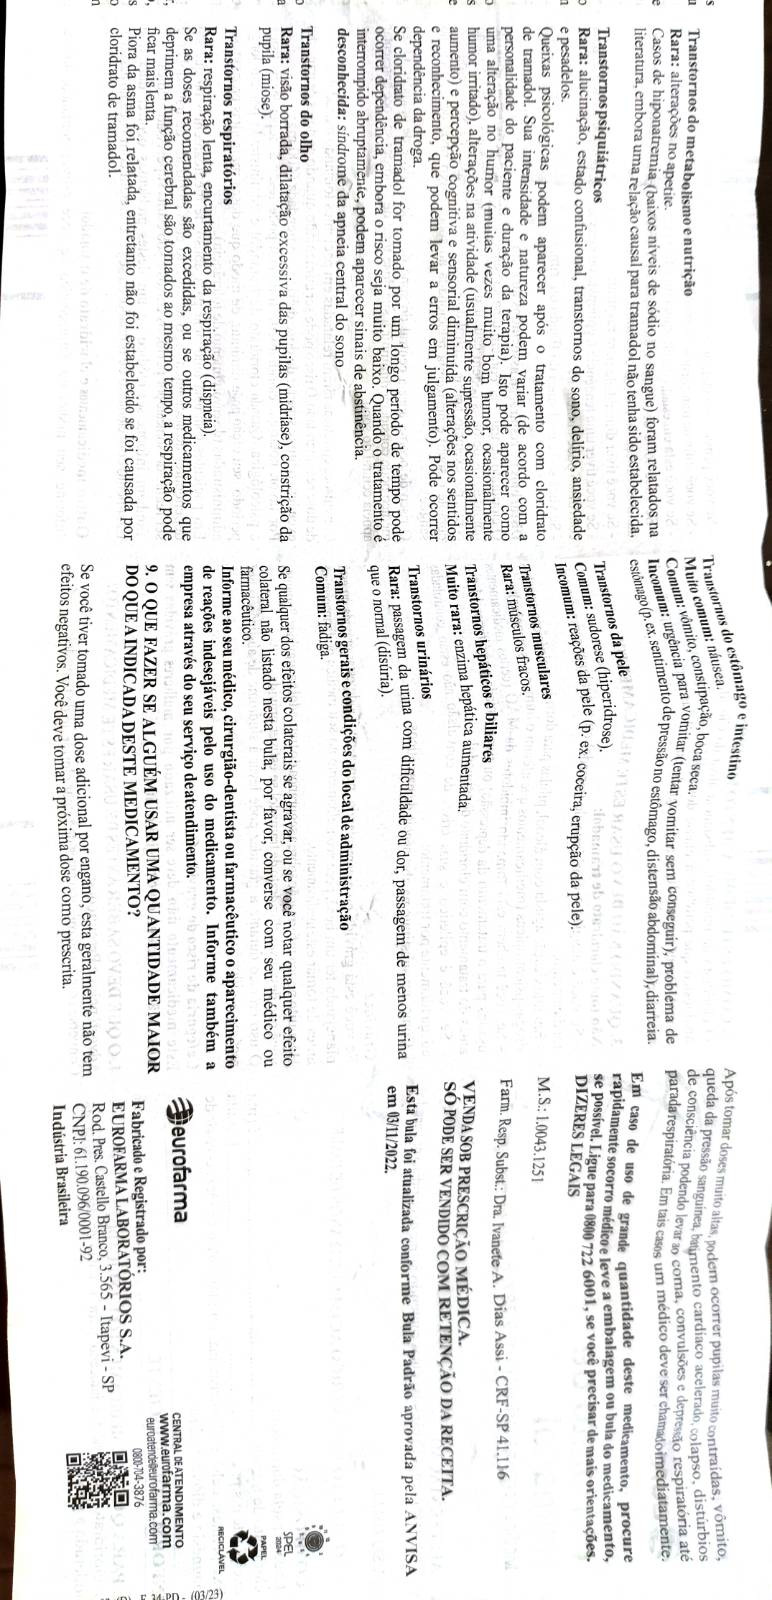 Transtornos do metabolismo e nutrição
Rara: alterações no apetite.
Casos de hiponatremia (baixos níveis de sódio no sangue) foram relatados na
literatura, embora uma relação causal para tramadol não tenha sido estabelecida.
Transtornos psiquiátricos
Rara: alucinação, estado confusional, transtornos do sono, delírio, ansiedade
e pesadelos.
Queixas psicológicas podem aparecer após o tratamento com cloridrato
de tramadol. Sua intensidade e natureza podem variar (de acordo com a
personalidade do paciente e duração da terapia). Isto pode aparecer como
uma alteração no humor (muitas vezes muito bom humor, ocasionalmente
humor irritado), alterações na atividade (usualmente supressão, ocasionalmente
aumento) e percepção cognitiva e sensorial diminuída (alterações nos sentidos
e reconhecimento, que podem levar a erros em julgamento). Pode ocorrer
dependência da droga.
Se cloridrato de tramadol for tomado por um longo período de tempo pode
ocorrer dependência, embora o risco seja muito baixo. Quando o tratamento é
interrompido abruptamente, podem aparecer sinais de abstinência.
desconhecida: síndrome da apneia central do sono
Transtornos do olho
Rara: visão borrada, dilatação excessiva das pupilas (midríase), constrição da
pupila (miose).
Transtornos respiratórios
Rara: respiração lenta, encurtamento da respiração (dispneia).
Se as doses recomendadas são excedidas, ou se outros medicamentos que
deprimem a função cerebral são tomados ao mesmo tempo, a respiração pode
ficar mais lenta.
Piora da asma foi relatada, entretanto não foi estabelecido se foi causada por
cloridrato de tramadol.
Transtornos do estômago e intestino
Muito comum: náusea.
Comum: vômito, constipação, boca seca.
Incomum: urgência para vomitar (tentar vomitar sem conseguir), problema de
estômago (p. ex. sentimento de pressão no estômago, distensão abdominal), diarreia.
Transtornos da pele
Comum: sudorese (hiperidrose).
Incomum: reações da pele (p. ex. coceira, erupção da pele).
Transtornos musculares
Rara: músculos fracos.
Transtornos hepáticos e biliares
Muito rara: enzima hepática aumentada.
Transtornos urinários
Rara: passagem da urina com dificuldade ou dor, passagem de menos urina
que o normal (disúria).
Transtornos gerais e condições do local de administração
Comum: fadiga.
Se qualquer dos efeitos colaterais se agravar, ou se você notar qualquer efeito
colateral não listado nesta bula, por favor, converse com seu médico ou
farmacêutico.
Informe ao seu médico, cirurgião-dentista ou farmacêutico o aparecimento
de reações indesejáveis pelo uso do medicamento. Informe também a
empresa através do seu serviço de atendimento.
9. O QUE FAZER SE ALGUÉM USAR UMA QUANTIDADE MAIOR
DO QUE A INDICADA DESTE MEDICAMENTO?
Se você tiver tomado uma dose adicional por engano, esta geralmente não tem
efeitos negativos. Você deve tomar a próxima dose como prescrita.
Após tomar doses muito altas, podem ocorrer pupilas muito contraídas, vômito,
queda da pressão sanguínea, batimento cardíaco acelerado, colapso, distúrbios
de consciência podendo levar ao coma, convulsões e depressão respiratória até
parada respiratória. Em tais casos um médico deve ser chamado imediatamente.
Em caso de uso de grande quantidade deste medicamento, procure
rapidamente socorro médico e leve a embalagem ou bula do medicamento,
se possível. Ligue para 0800 722 6001, se você precisar de mais orientações.
DIZERES LEGAIS
M.S.: 1.0043.1251
Farm. Resp. Subst.: Dra. Ivanete A. Dias Assi - CRF-SP 41.116
VENDA SOB PRESCRIÇÃO MÉDICA.
SÓ PODE SER VENDIDO COM RETENÇÃO DA RECEITA.
Esta bula foi atualizada conforme Bula Padrão aprovada pela ANVISA
em 03/11/2022.
eurofarma
Fabricado e Registrado por:
EUROFARMA LABORATÓRIOS S.A.
Rod. Pres. Castello Branco, 3.565 - Itapevi - SP
CNPJ: 61.190.096/0001-92
Indústria Brasileira
SPEL
2024
PAPEL
RECICLÁVEL
CENTRAL DE ATENDIMENTO
www.eurofarma.com
euroatende@eurofarma.com
0800-704-3876
(03/23)